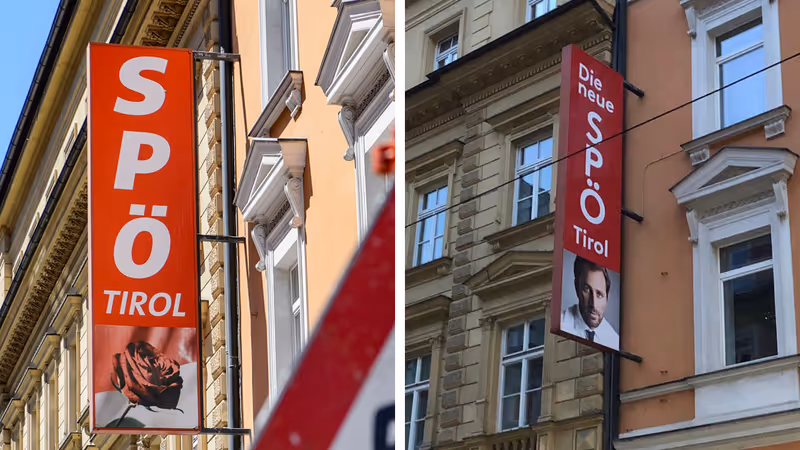 SPÖ
TIROL
Die
neue
SPÖ
Tirol